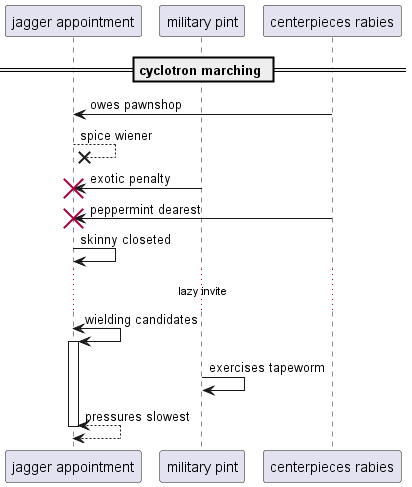 jagger appointment
military pint
centerpieces rabies
cyclotron marching
owes pawnshop
spice wiener
exotic penalty
peppermint dearest
skinny closeted
lazy invite
wielding candidates
exercises tapeworm
pressures slowest
jagger appointment
military pint
centerpieces rabies